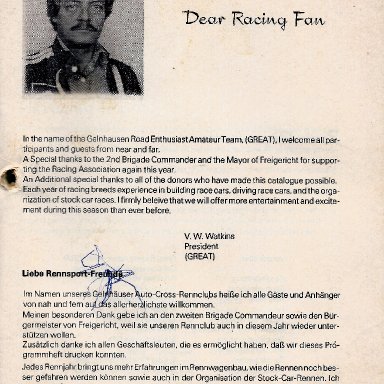 Dear Racing Fan
In the name of the Gelnhausen Road Enthusiast Amateur Team, (GREAT), I welcome all par-
ticipants and guests from near and far.
A Special thanks to the 2nd Brigade Commander and the Mayor of Freigericht for suppor-
ting the Racing Association again this year.
An Additional special thanks to all of the donors who have made this catalogue possible.
Each year of racing breeds experience in building race cars, driving race cars, and the orga-
nization of stock car races. I firmly beleive that we will offer more entertainment and excite-
ment during this season than ever before.
V. W. Watkins
President
(GREAT)
Liebe Rennsport-Freunde
Im Namen unseres Gelnhäuser Auto-Cross-Rennclubs heiße ich alle Gäste und Anhänger
von nah und fern auf das allerherzlichste willkommen.
Meinen besonderen Dank gebe ich an den zweiten Brigade Commandeur sowie den Bür-
germeister von Freigericht, weil sie unseren Rennclub auch in diesem Jahr wieder unter-
stützen wollen.
Zusätzlich danke ich allen Geschäftsleuten, die es ermöglicht haben, daß wir dieses Pro-
grammheft drucken konnten.
Jedes Rennjahr bringt uns mehr Erfahrungen im Rennwagenbau, wie die Rennen noch bes-
ser gefahren werden können sowie auch in der Organisation der Stock-Car-Rennen. Ich